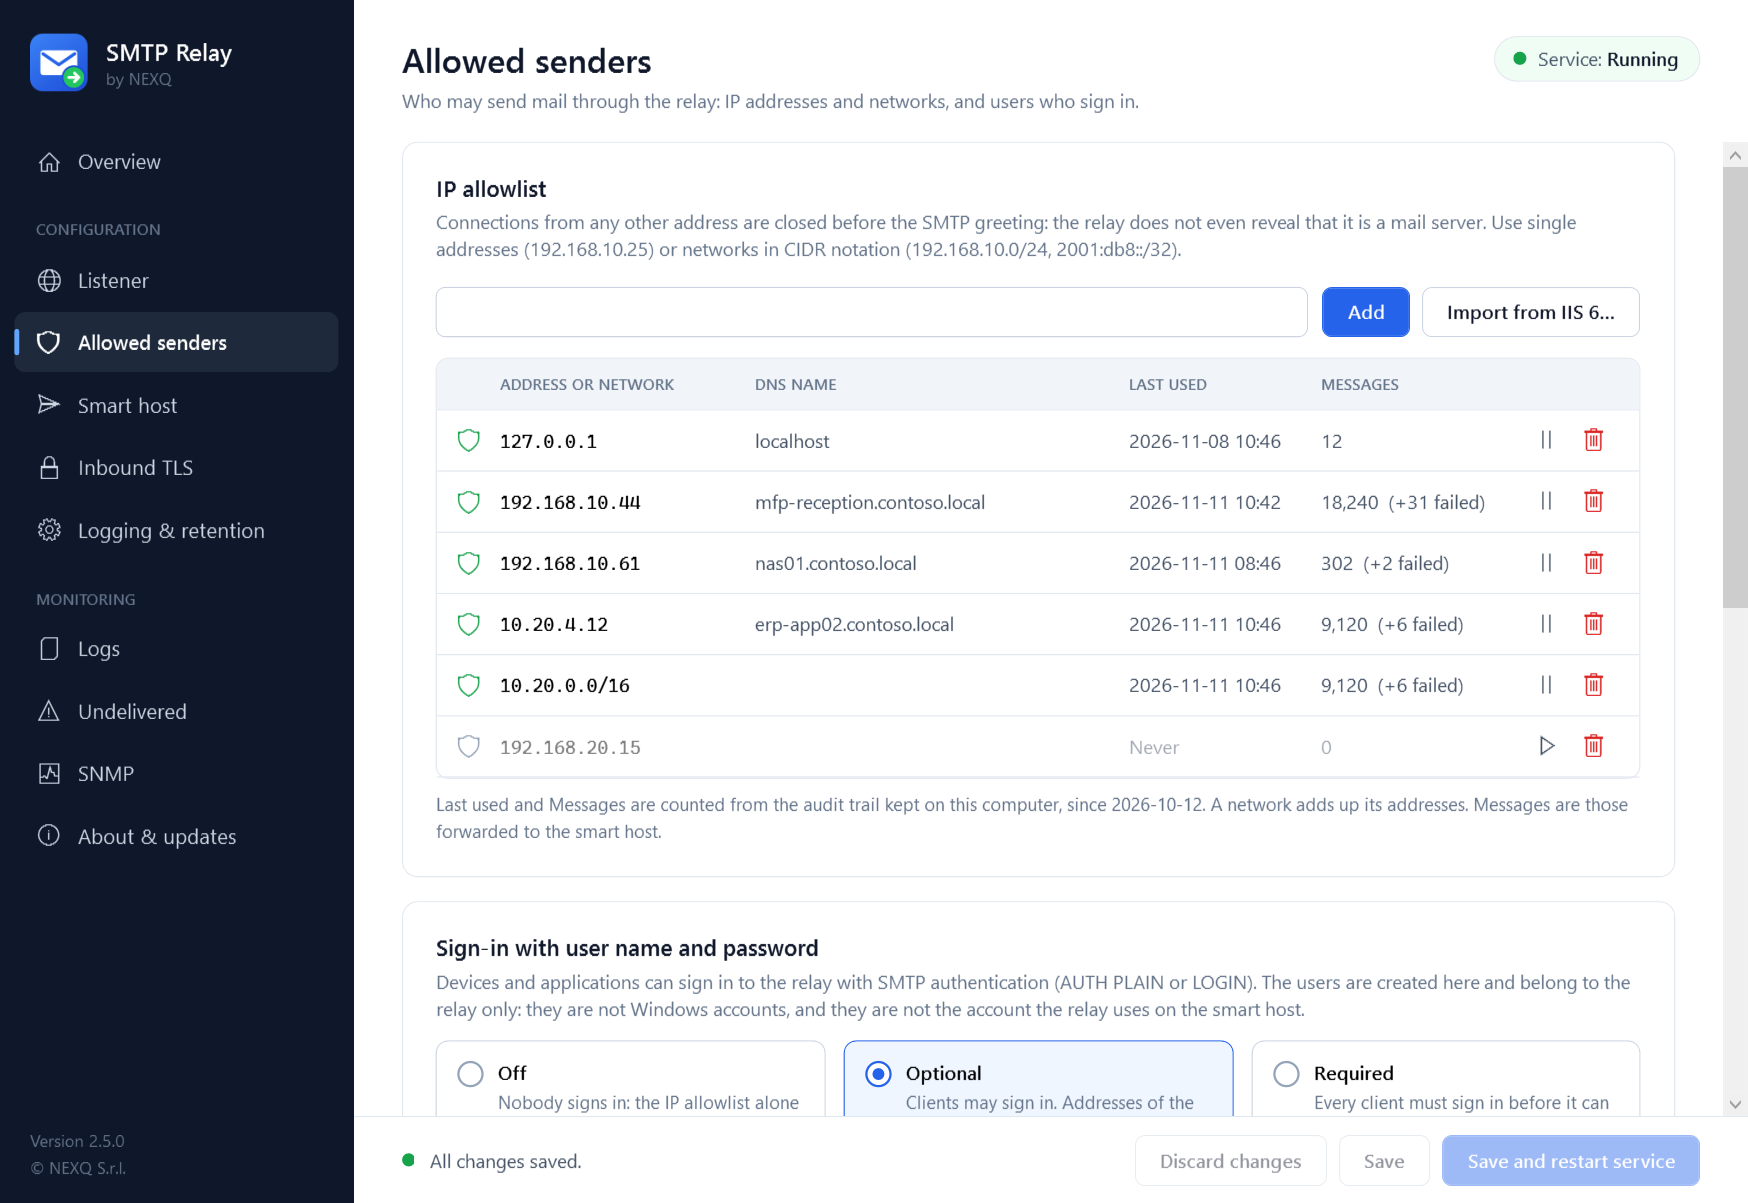 SMTP Relay
by NEXQ
Overview
CONFIGURATION
Listener
Allowed senders
Smart host
Inbound TLS
Logging & retention
MONITORING
Logs
Undelivered
SNMP
About & updates
Version 2.5.0
© NEXQ S.r.l.
Allowed senders
Who may send mail through the relay: IP addresses and networks, and users who sign in.
Service: Running
IP allowlist
Connections from any other address are closed before the SMTP greeting: the relay does not even reveal that it is a mail server. Use single
addresses (192.168.10.25) or networks in CIDR notation (192.168.10.0/24, 2001:db8::/32).
Add
Import from IIS 6...
ADDRESS OR NETWORK DNS NAME LAST USED MESSAGES
127.0.0.1 localhost 2026-11-08 10:46 12
192.168.10.44 mfp-reception.contoso.local 2026-11-11 10:42 18,240 (+31 failed)
192.168.10.61 nas01.contoso.local 2026-11-11 08:46 302 (+2 failed)
10.20.4.12 erp-app02.contoso.local 2026-11-11 10:46 9,120 (+6 failed)
10.20.0.0/16 2026-11-11 10:46 9,120 (+6 failed)
192.168.20.15 Never 0
Last used and Messages are counted from the audit trail kept on this computer, since 2026-10-12. A network adds up its addresses. Messages are those
forwarded to the smart host.
Sign-in with user name and password
Devices and applications can sign in to the relay with SMTP authentication (AUTH PLAIN or LOGIN). The users are created here and belong to the
relay only: they are not Windows accounts, and they are not the account the relay uses on the smart host.
Off
Nobody signs in: the IP allowlist alone
Optional
Clients may sign in. Addresses of the
Required
Every client must sign in before it can
All changes saved.
Discard changes
Save
Save and restart service